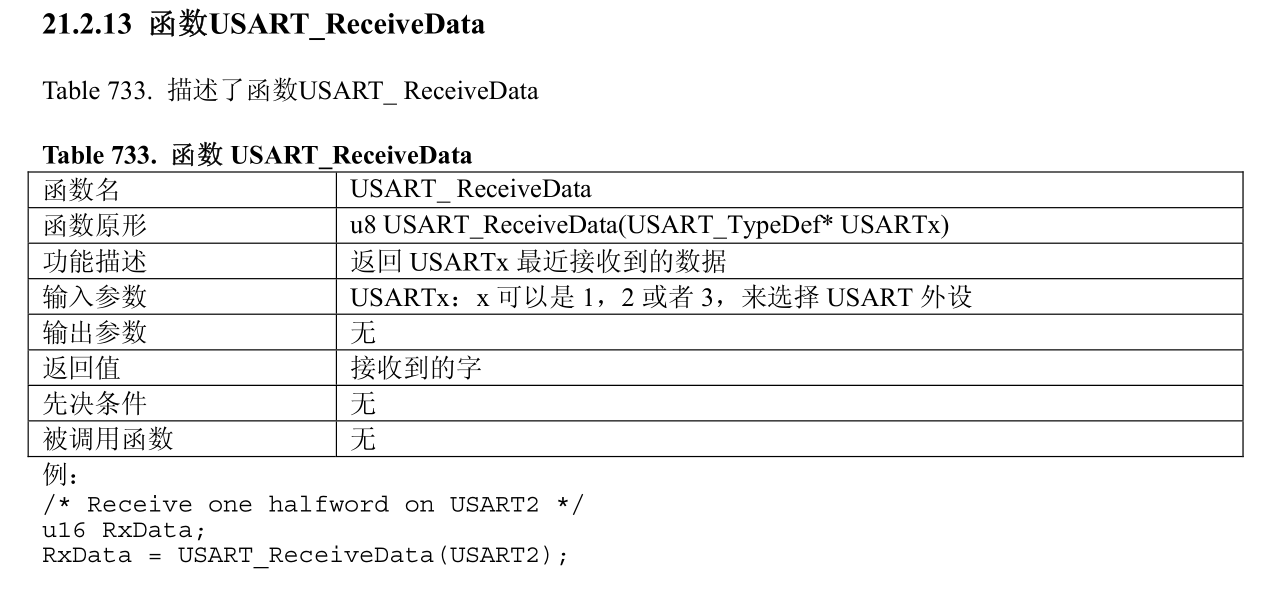 21.2.13 函数USART_ReceiveData
Table 733. 描述了函数USART_ ReceiveData
Table 733. 函数 USART_ReceiveData
函数名 USART_ ReceiveData
函数原形 u8 USART_ReceiveData(USART_TypeDef* USARTx)
功能描述 返回 USARTx 最近接收到的数据
输入参数 USARTx：x 可以是 1，2 或者 3，来选择 USART 外设
输出参数 无
返回值 接收到的字
先决条件 无
被调用函数 无
例：
/* Receive one halfword on USART2 */
u16 RxData;
RxData = USART_ReceiveData(USART2);